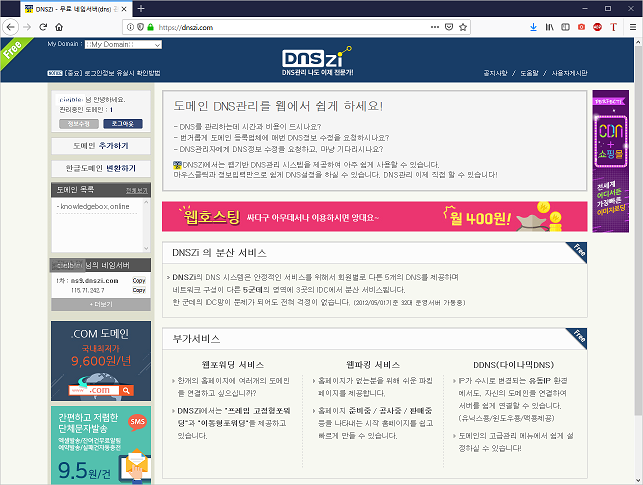 DNSZi - 무료 네임서버(dns)
https://dnszi.com
Free
My Domain : ::My Domain::
DNSZi
DNS관리 나도 이제 전문가!
[중요] 로그인정보 유실시 확인방법
공지사항 / 도움말 / 사용자게시판
님 안녕하세요.
관리중인 도메인 : 1
정보수정 로그아웃
도메인 추가하기
한글도메인 변환하기
도메인 목록 전체보기
- knowledgebox.online
님의 네임서버
1차 : ns9.dnszi.com Copy
115.71.242.7 Copy
+ 더보기
.COM 도메인
국내최저가
9,600원/년
.com
간편하고 저렴한
단체문자발송
SMS
엑셀발송/잔여건무료알림
예약발송/실패건자동충전
9.5원/건
도메인 DNS관리를 웹에서 쉽게 하세요!
- DNS를 관리하는데 시간과 비용이 드시나요?
- 번거롭게 도메인 등록업체에 매번 DNS정보 수정을 요청하시나요?
- DNS관리자에게 DNS정보 수정을 요청하고, 마냥 기다리시나요?
DNSZi에서는 웹기반 DNS관리 시스템을 제공하여 아주 쉽게 사용할 수 있습니다.
마우스클릭과 정보입력만으로 쉽게 DNS설정을 하실 수 있습니다. DNS관리 이제 직접 할 수 있습니다!
웹호스팅 싸다구 아무데서나 이용하시면 앙대요~ 월 400원!
DNSZi 의 분산 서비스
Free
DNSZi의 DNS 시스템은 안정적인 서비스를 위해서 회원별로 다른 5개의 DNS를 제공하며
네트워크 구성이 다른 5군데의 영역에 3곳의 IDC에서 분산 서비스됩니다.
한 군데의 IDC망이 문제가 되어도 전혀 걱정이 없습니다. (2012/05/01기준 32대 운영서버 가동중)
부가서비스
Free
웹포워딩 서비스
한개의 홈페이지에 여러개의 도메인
을 연결하고 싶으십니까?
DNSZi에서는 "프레임 고정형포워
딩"과 "이동형포워딩"을 제공하고
있습니다.
웹파킹 서비스
홈페이지가 없는분을 위해 쉬운 파킹
페이지를 제공합니다.
홈페이지 준비중 / 공사중 / 판매중
등을 나타내는 시작 홈페이지를 쉽고
빠르게 만들 수 있습니다.
DDNS(다이나믹DNS)
IP가 수시로 변경되는 유동IP 환경
에서도, 자신의 도메인을 연결하여
서버를 쉽게 연결할 수 있습니다.
(유닉스용/윈도우용/맥용제공)
도메인의 고급관리 메뉴에서 쉽게 설
정하실 수 있습니다!
PERFECT!
CDN
+
쇼핑몰
전세계
어디서든
가장빠른
이미지로딩